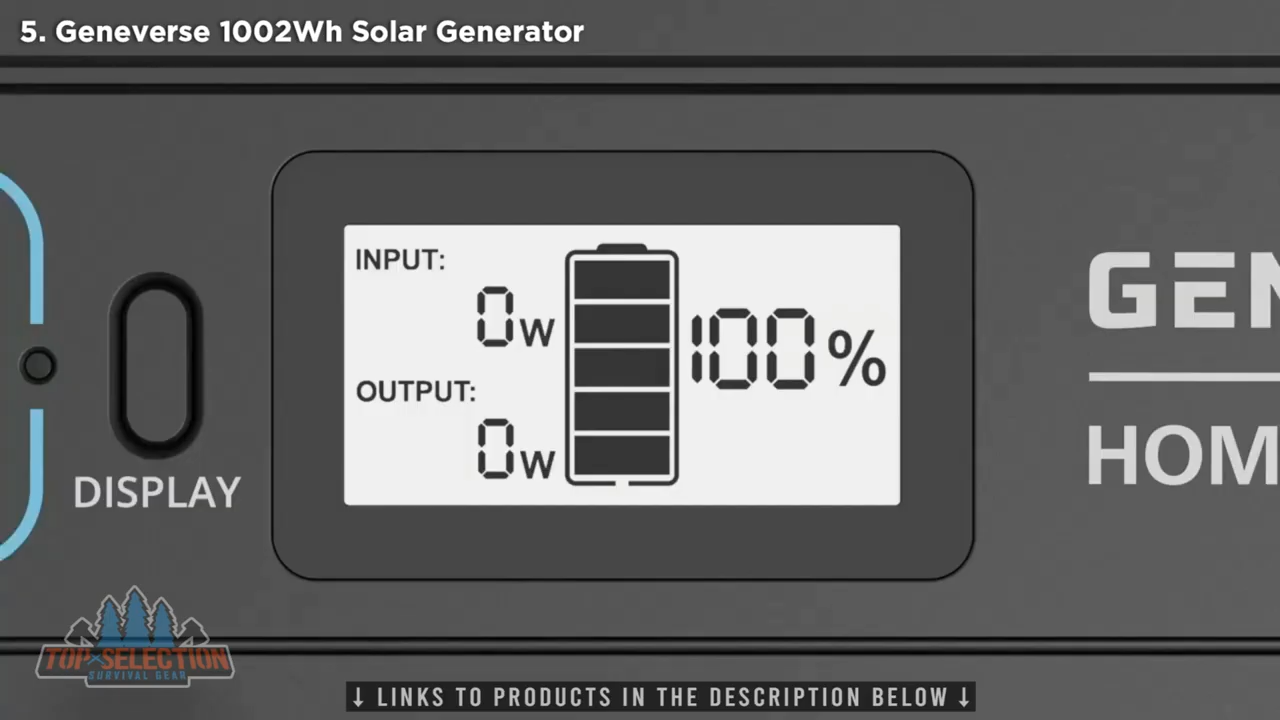 5. Geneverse 1002Wh Solar Generator
INPUT:
0W
OUTPUT:
0W
100%
DISPLAY
GEN
HOM
TOP SELECTION
SURVIVAL GEAR
↓ LINKS TO PRODUCTS IN THE DESCRIPTION BELOW ↓